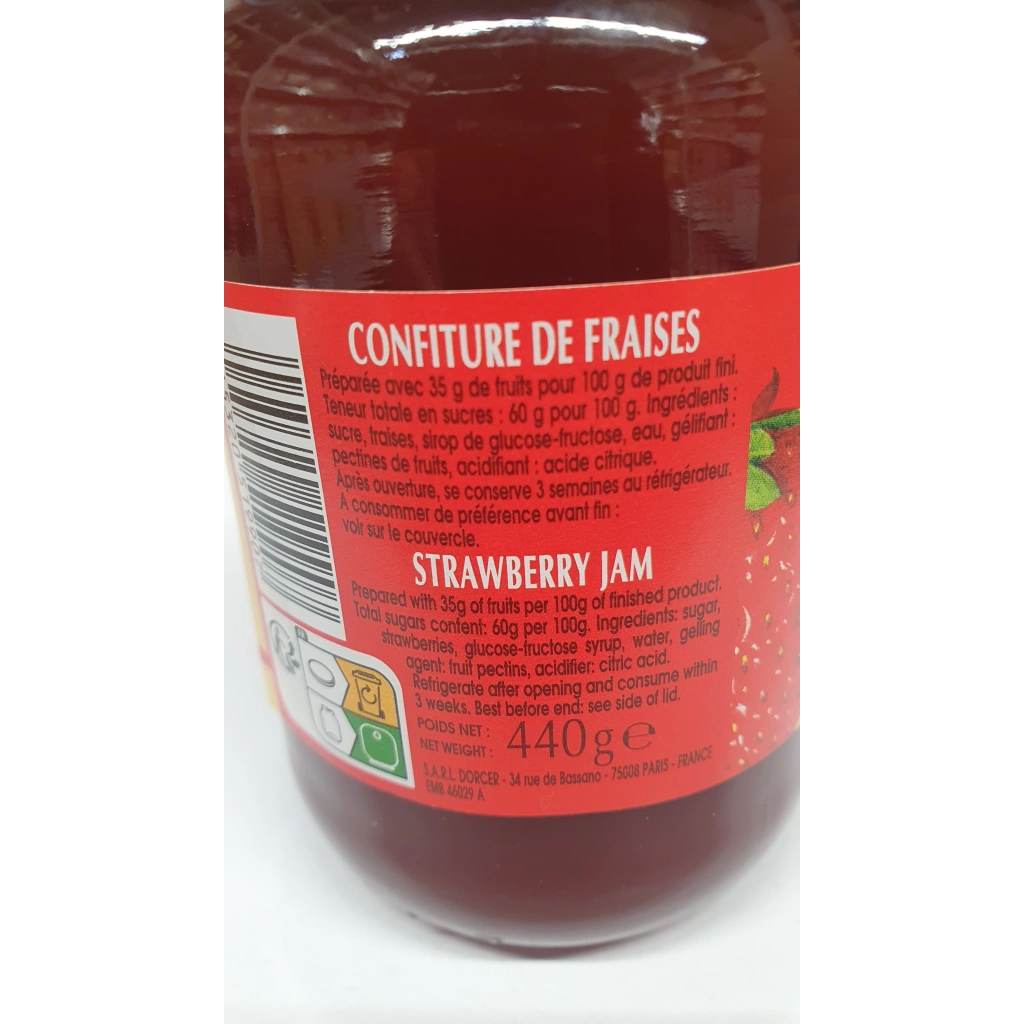 CONFITURE DE FRAISES
Préparée avec 35 g de fruits pour 100 g de produit fini.
Teneur totale en sucres : 60 g pour 100 g. Ingrédients :
sucre, fraises, sirop de glucose-fructose, eau, gélifiant :
pectines de fruits, acidifiant : acide citrique.
Après ouverture, se conserve 3 semaines au réfrigérateur.
A consommer de préférence avant fin :
voir sur le couvercle.
STRAWBERRY JAM
Prepared with 35g of fruits per 100g of finished product.
Total sugars content: 60g per 100g. Ingredients: sugar,
strawberries, glucose-fructose syrup, water, gelling
agent: fruit pectins, acidifier: citric acid.
Refrigerate after opening and consume within
3 weeks. Best before end: see side of lid.
POIDS NET :
NET WEIGHT : 440g e
S.A.R.L. DORCER - 34 rue de Bassano - 75008 PARIS - FRANCE
EMB 46029 A